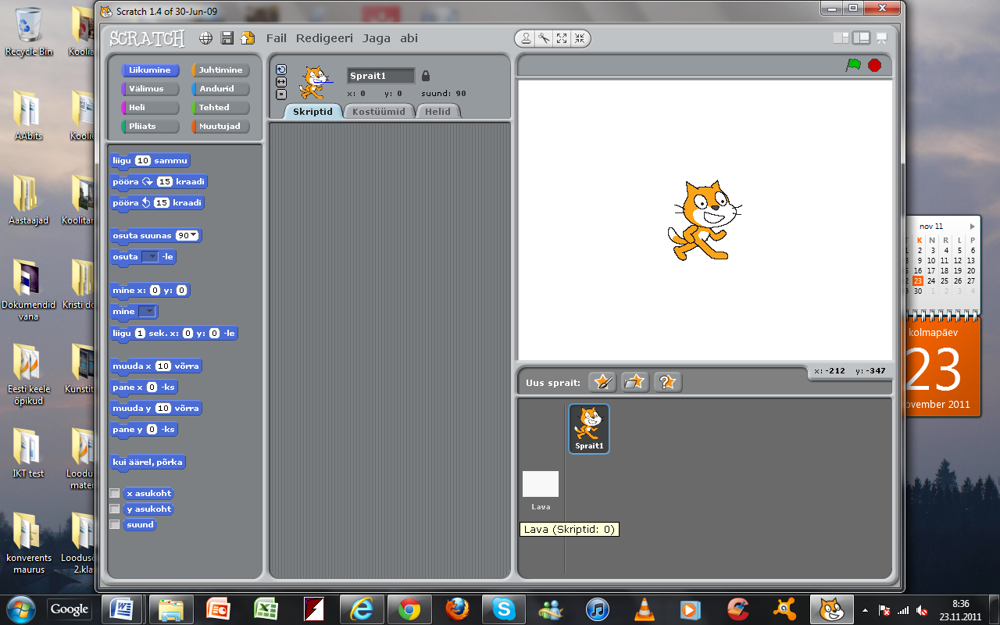 Scratch 1.4 of 30-Jun-09
SCRATCH
Fail Redigeeri Jaga abi
Liikumine Juhtimine
Välimus Andurid
Heli Tehted
Pliiats Muutujad
Sprait1
x: 0 y: 0 suund: 90
Skriptid Kostüümid Helid
liigu 10 sammu
pööra 15 kraadi
pööra 15 kraadi
osuta suunas 90
osuta -le
mine x: 0 y: 0
mine
liigu 1 sek. x: 0 y: 0 -le
muuda x 10 võrra
pane x 0 -ks
muuda y 10 võrra
pane y 0 -ks
kui äärel, põrka
x asukoht
y asukoht
suund
x: -212 y: -347
Uus sprait:
Sprait1
Lava
Lava (Skriptid: 0)
Recycle Bin
AAbits
Aastaajad
Dokumendid
vana
Eesti keele
õpikud
IKT test
konverents
maurus
Koolia
Koolie
Koolitar
Kristi do
Kunstit
Loodu
mater
Loodusõ
2.kla
nov 11
T K N R L P
1 2 3 4 5 6
8 9 10 11 12 13
16 17 18 19 20
2 23 24 25 26 27
30 1 2 3 4
kolmapäev
23
ovember 2011
Google
8:36
23.11.2011